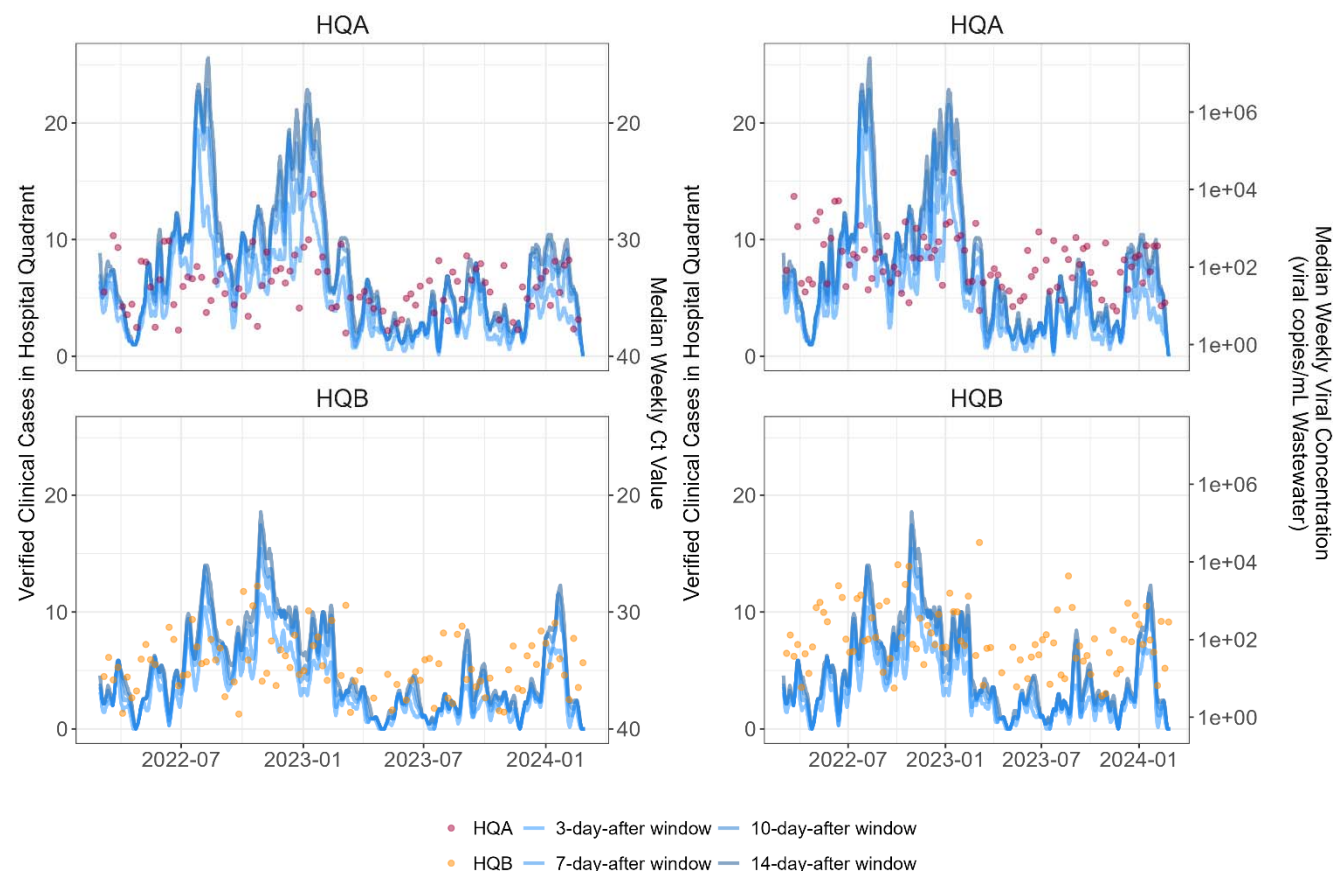 HQA
HQA
20
10
0
20
30
40
20
10
0
1e+06
1e+04
1e+02
1e+00
HQB
HQB
20
10
0
20
30
40
20
10
0
1e+06
1e+04
1e+02
1e+00
Verified Clinical Cases in Hospital Quadrant
Median Weekly Ct Value
Verified Clinical Cases in Hospital Quadrant
Median Weekly Viral Concentration
(viral copies/mL Wastewater)
2022-07 2023-01 2023-07 2024-01
2022-07 2023-01 2023-07 2024-01
HQA 3-day-after window 10-day-after window
HQB 7-day-after window 14-day-after window